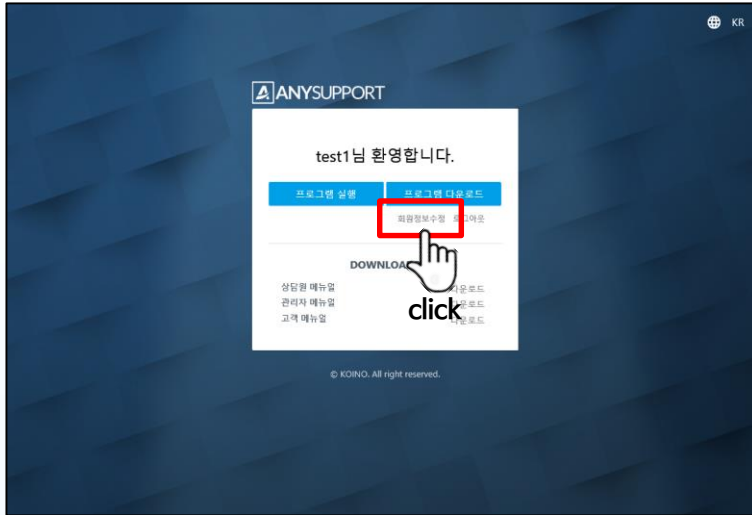 KR
ANYSUPPORT
test1님 환영합니다.
프로그램 실행 프로그램 다운로드
회원정보수정 로그아웃
DOWNLOA
상담원 메뉴얼 다운로드
관리자 메뉴얼 다운로드
고객 메뉴얼 다운로드
click
© KOINO. All right reserved.